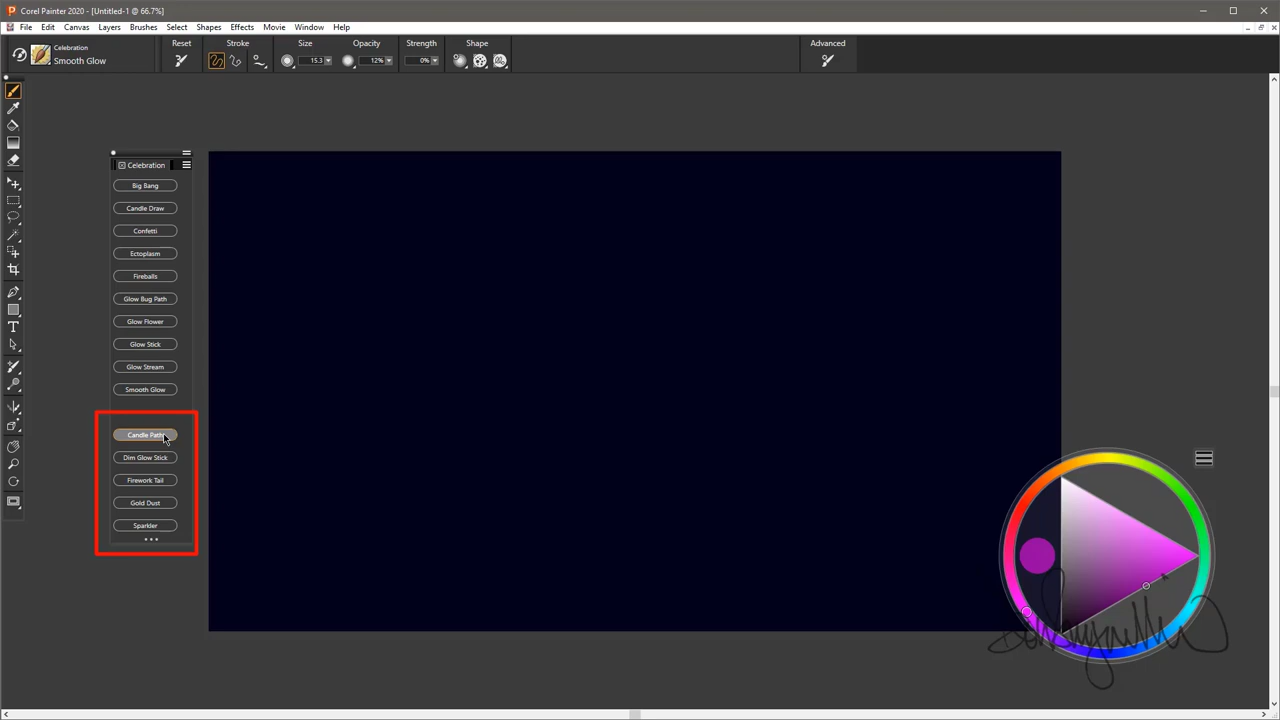 Corel Painter 2020 - [Untitled-1 @ 66.7%]
File Edit Canvas Layers Brushes Select Shapes Effects Movie Window Help
Celebration
Smooth Glow
Reset
Stroke
Size
15.3
Opacity
12%
Strength
0%
Shape
Advanced
Celebration
Big Bang
Candle Draw
Confetti
Ectoplasm
Fireballs
Glow Bug Path
Glow Flower
Glow Stick
Glow Stream
Smooth Glow
Candle Path
Dim Glow Stick
Firework Tail
Gold Dust
Sparkler